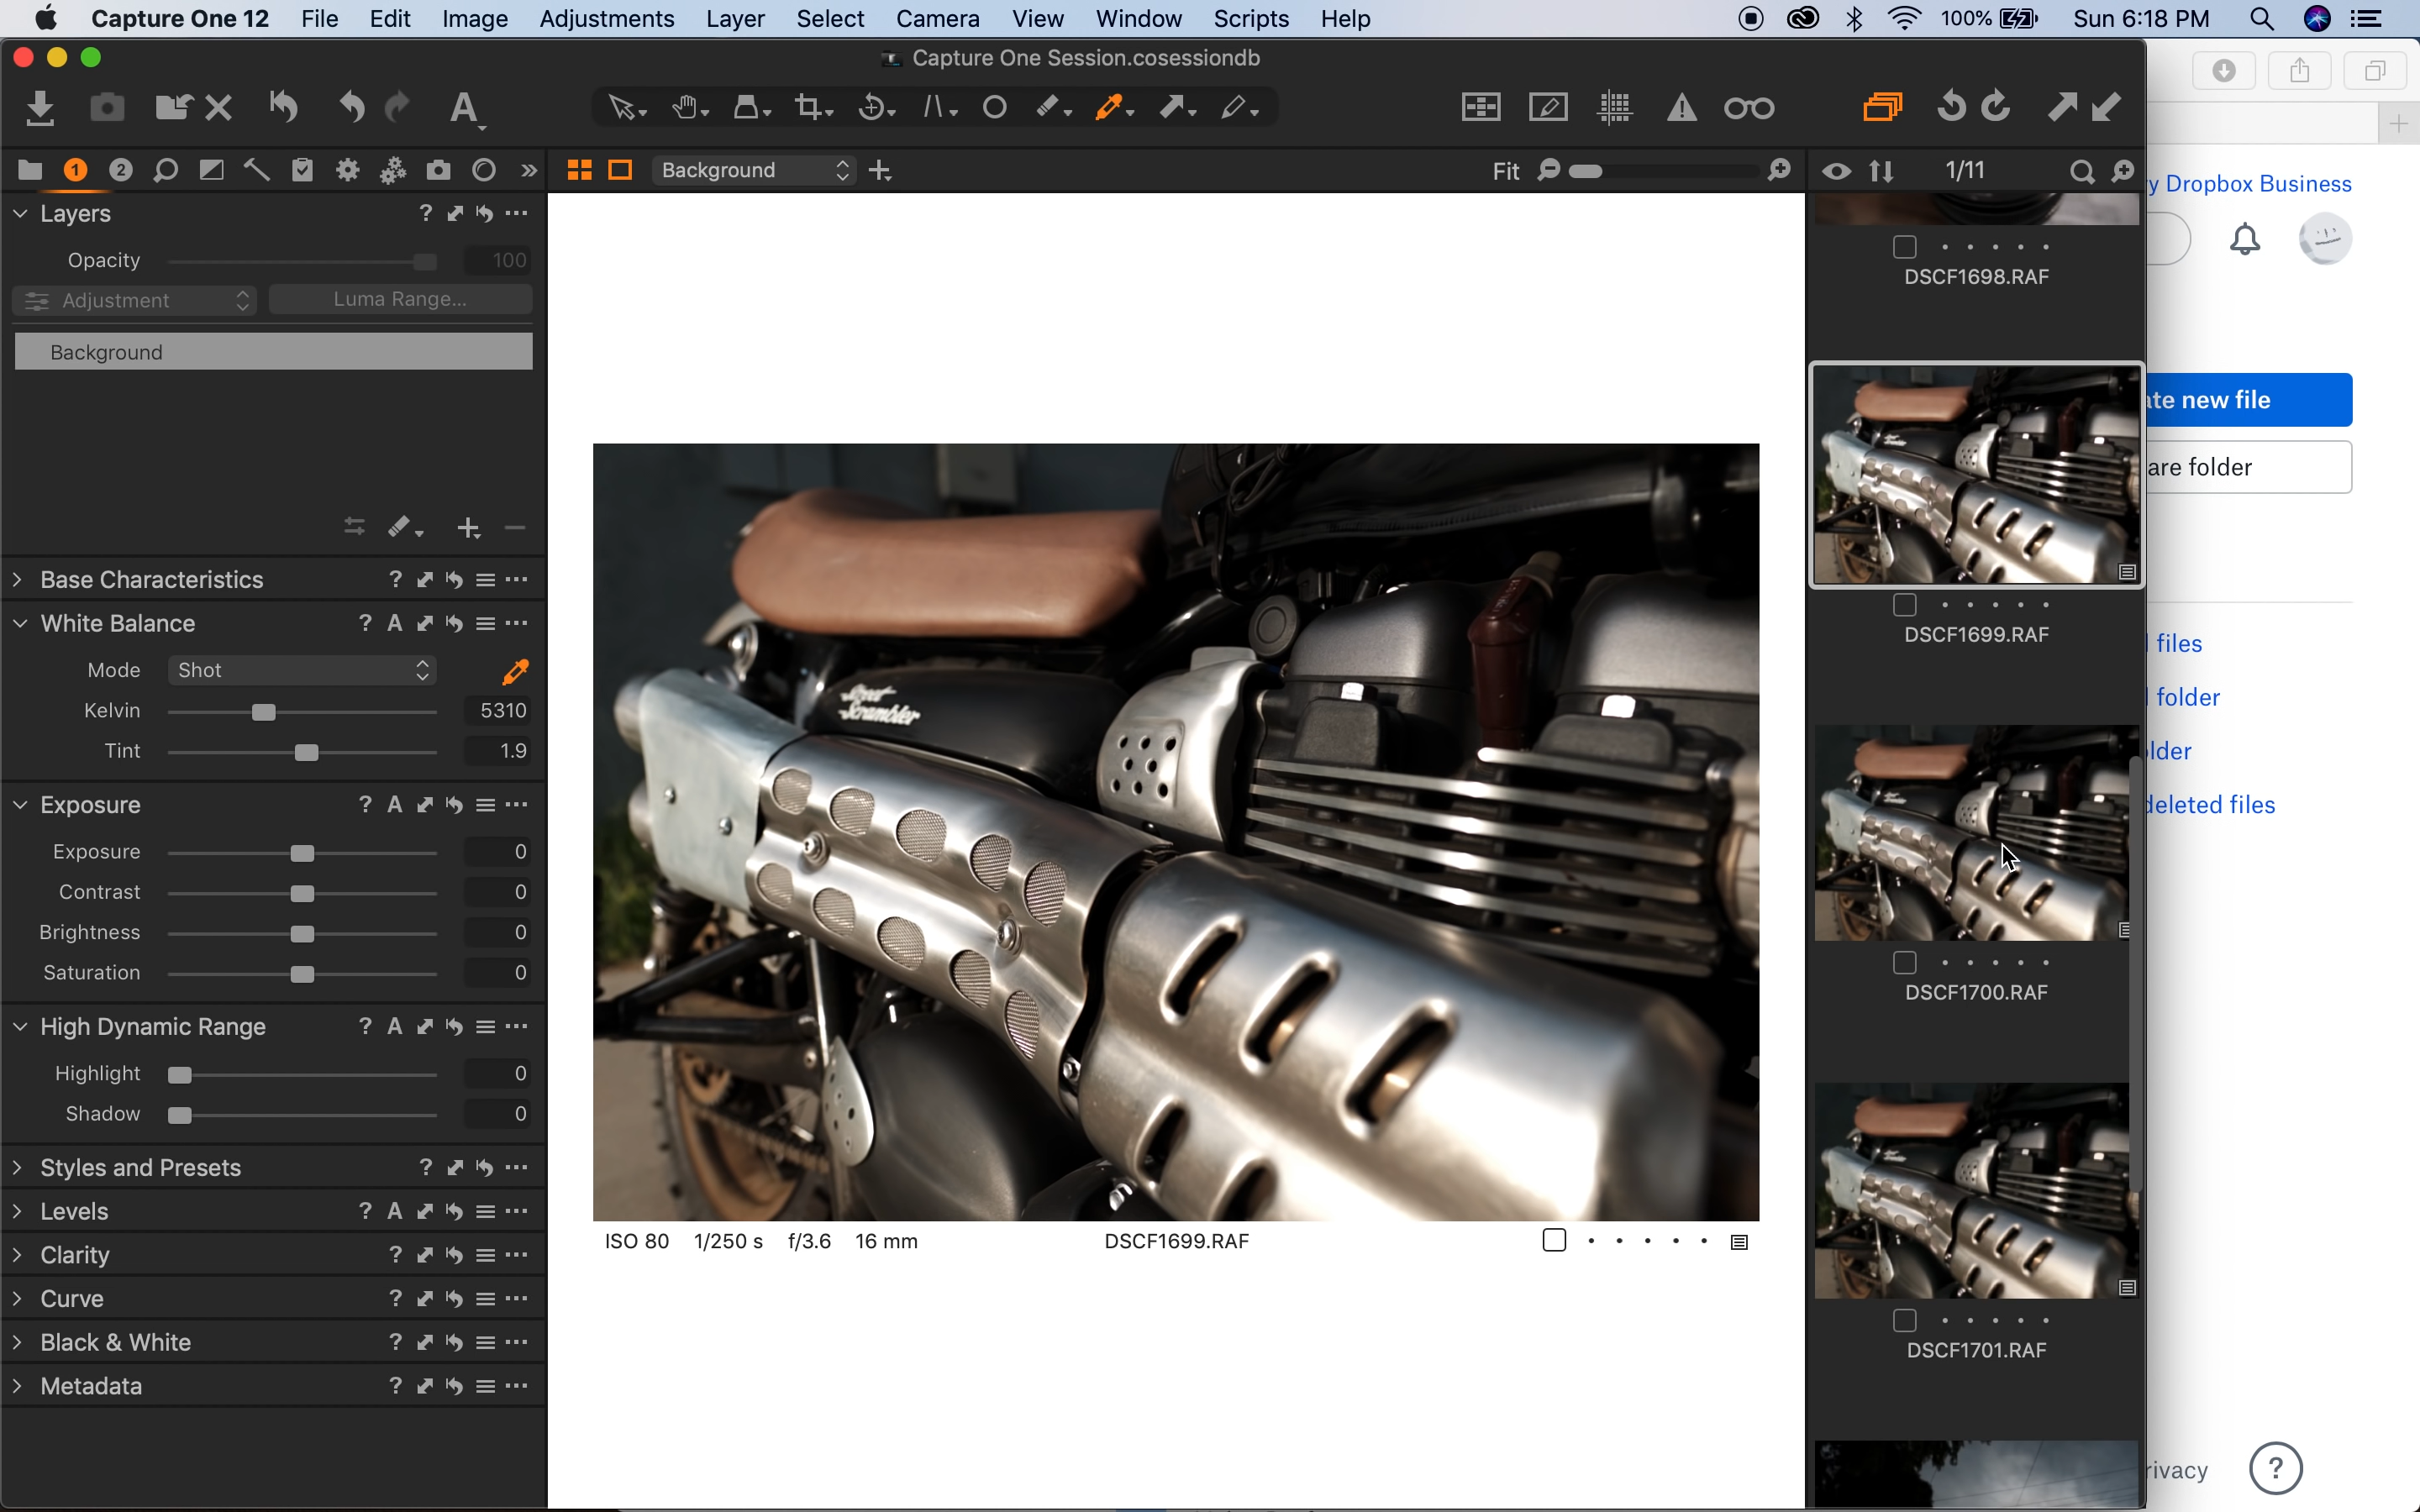 Capture One 12 File Edit Image Adjustments Layer Select Camera View Window Scripts Help 100% Sun 6:18 PM
Capture One Session.cosessiondb
A
1 2 Background Fit 1/11
Layers ?
Opacity 100
Adjustment Luma Range...
Background
Base Characteristics ?
White Balance ? A
Mode Shot
Kelvin 5310
Tint 1.9
Exposure ? A
Exposure 0
Contrast 0
Brightness 0
Saturation 0
High Dynamic Range ? A
Highlight 0
Shadow 0
Styles and Presets ?
Levels ? A
Clarity ?
Curve ?
Black & White ?
Metadata ?
Street
Scrambler
ISO 80 1/250 s f/3.6 16 mm DSCF1699.RAF
DSCF1698.RAF
DSCF1699.RAF
DSCF1700.RAF
DSCF1701.RAF
y Dropbox Business
ate new file
are folder
files
folder
lder
deleted files
rivacy ?